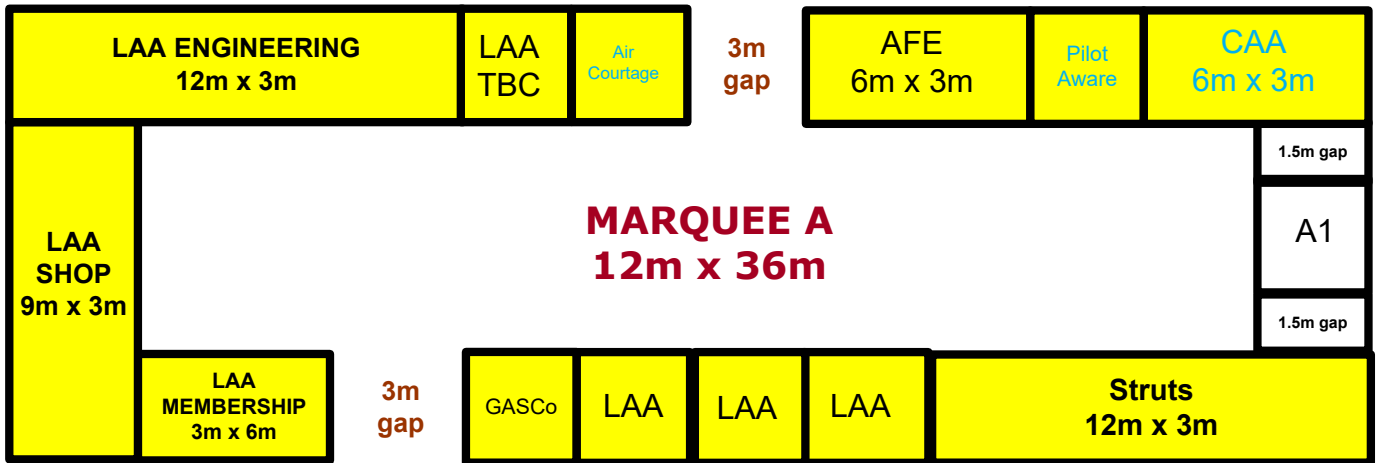 LAA ENGINEERING
12m x 3m
LAA
TBC
Air
Courtage
3m
gap
AFE
6m x 3m
Pilot
Aware
CAA
6m x 3m
1.5m gap
A1
1.5m gap
MARQUEE A
12m x 36m
LAA
SHOP
9m x 3m
LAA
MEMBERSHIP
3m x 6m
3m
gap
GASCo
LAA
LAA
LAA
Struts
12m x 3m